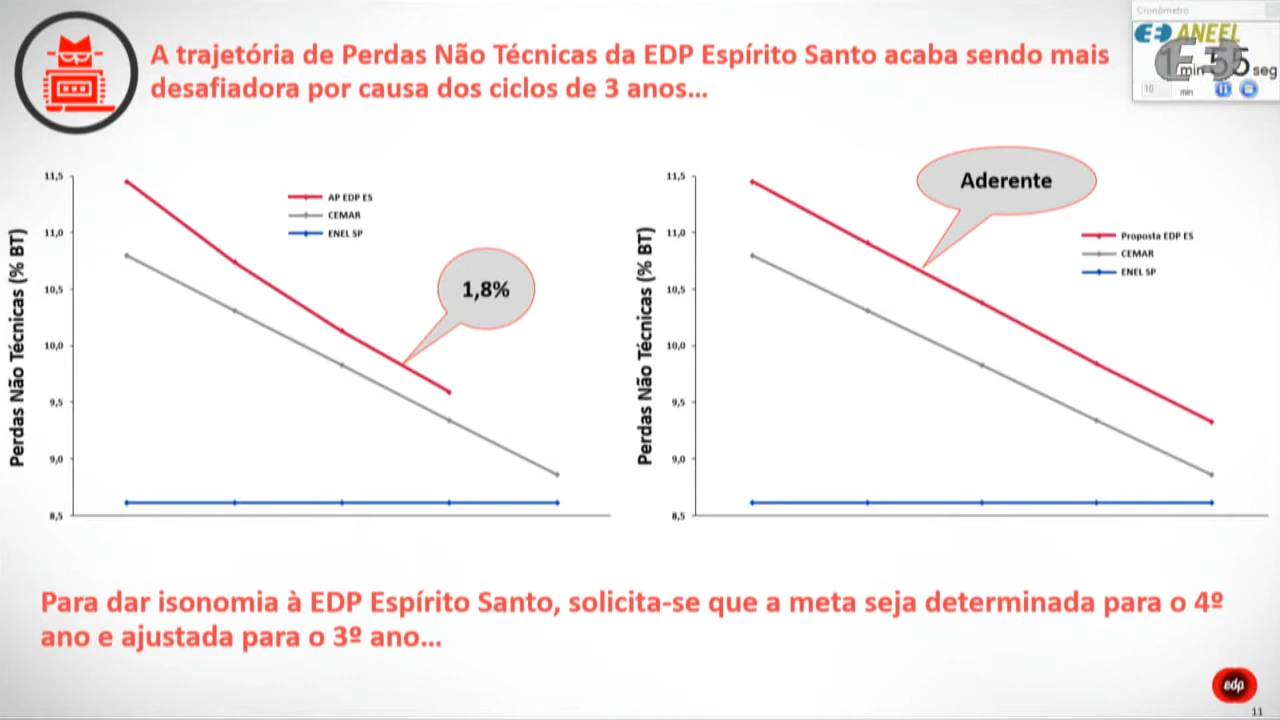 A trajetória de Perdas Não Técnicas da EDP Espírito Santo acaba sendo mais
desafiadora por causa dos ciclos de 3 anos...
Cronômetro
ANEEL
min
seg
10
min
Perdas Não Técnicas (% BT)
11,5
11,0
10,5
10,0
9,5
9,0
8,5
AP EDP ES
CEMAR
ENEL SP
1,8%
Perdas Não Técnicas (% BT)
11,5
11,0
10,5
10,0
9,5
9,0
8,5
Aderente
Proposta EDP ES
CEMAR
ENEL SP
Para dar isonomia à EDP Espírito Santo, solicita-se que a meta seja determinada para o 4º
ano e ajustada para o 3º ano...
edp
11